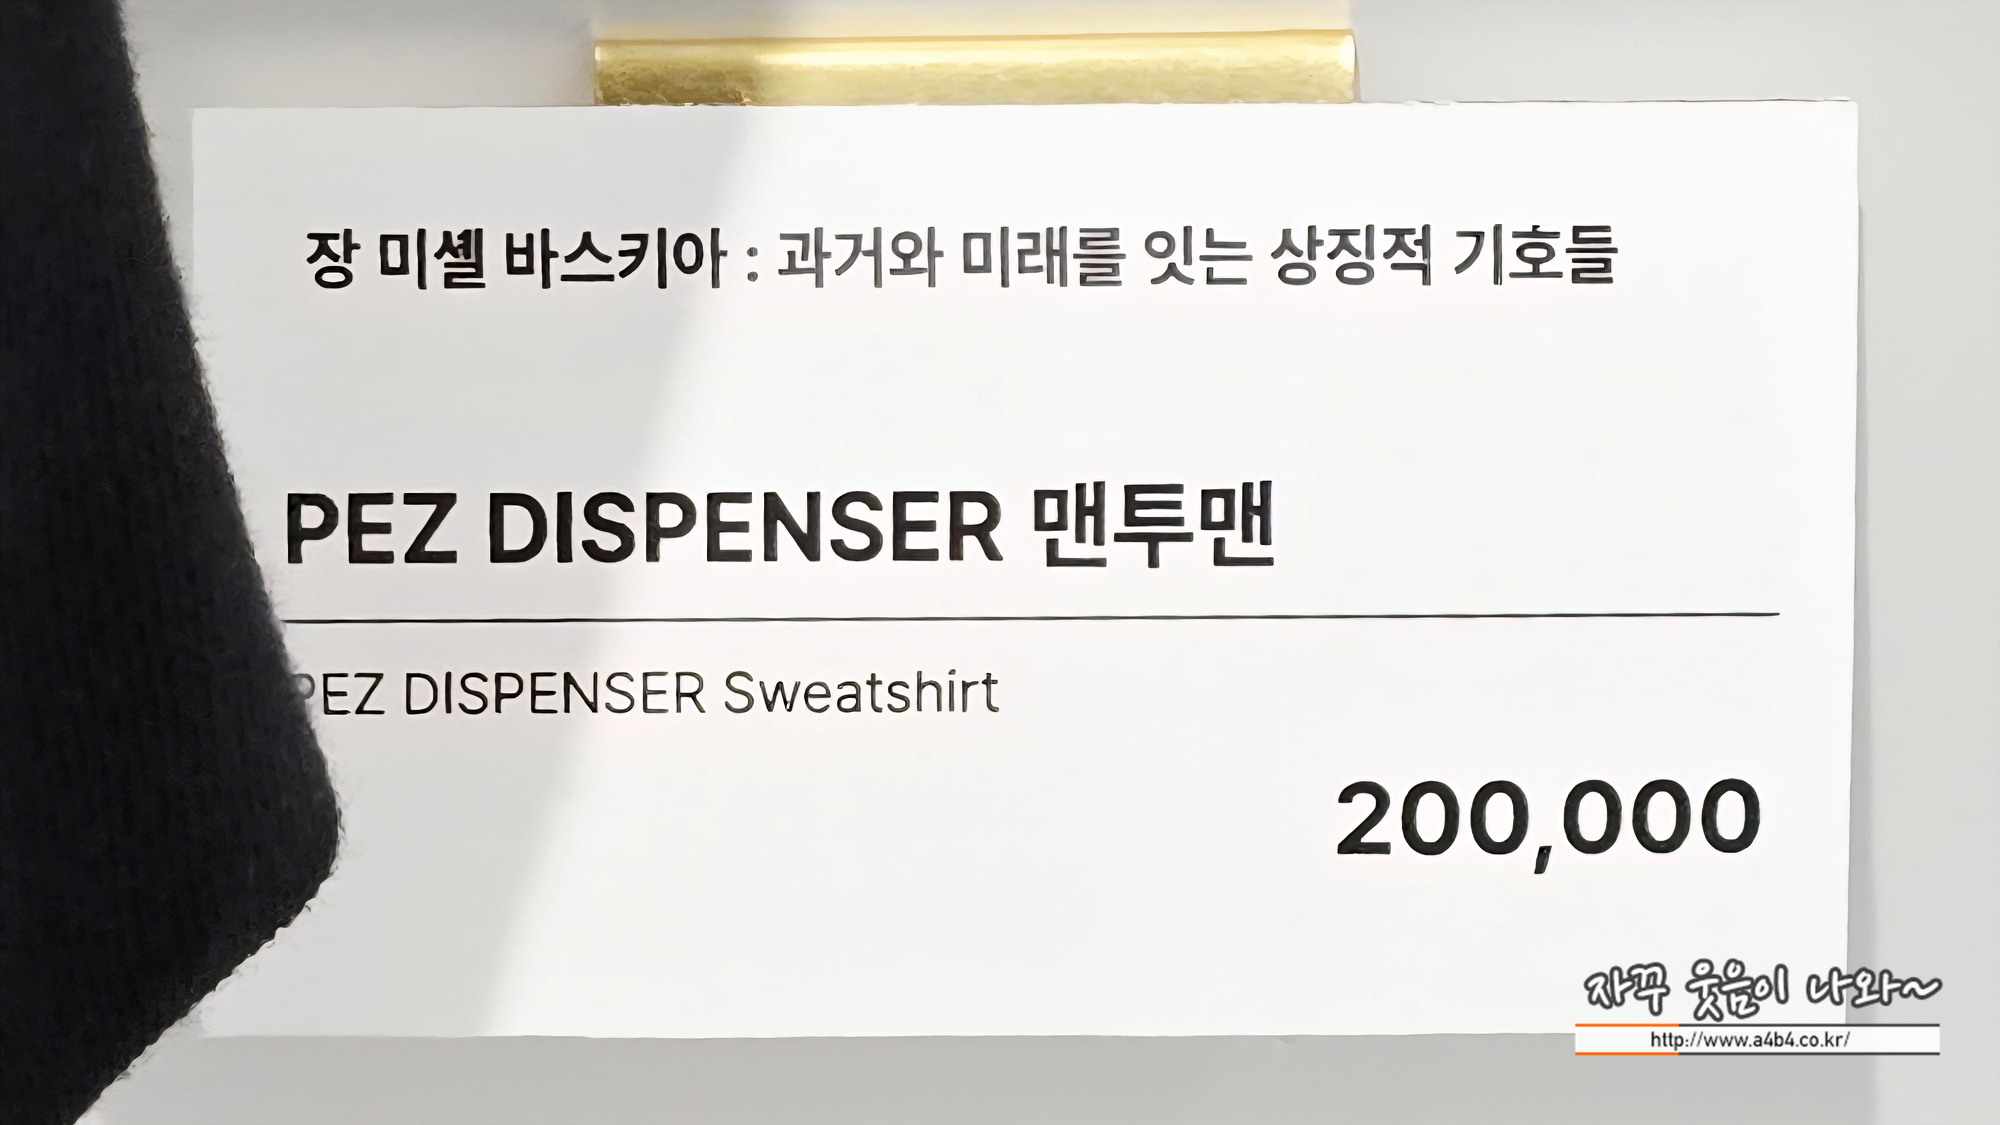 장 미셸 바스키아 : 과거와 미래를 잇는 상징적 기호들
PEZ DISPENSER 맨투맨
PEZ DISPENSER Sweatshirt
200,000
자꾸 웃음이 나와~
http://www.a4b4.co.kr/